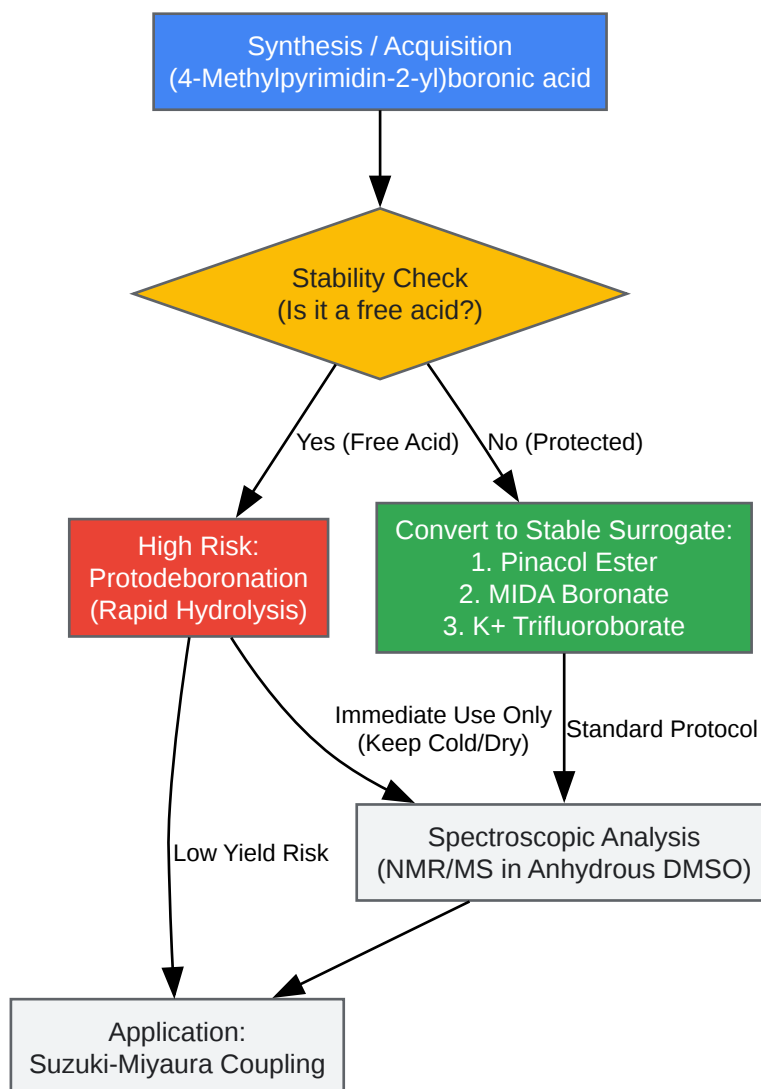 Synthesis / Acquisition
(4-Methylpyrimidin-2-yl)boronic acid
Stability Check
(Is it a free acid?)
Yes (Free Acid)
No (Protected)
High Risk:
Protodeboronation
(Rapid Hydrolysis)
Convert to Stable Surrogate:
1. Pinacol Ester
2. MIDA Boronate
3. K+ Trifluoroborate
Immediate Use Only
(Keep Cold/Dry)
Standard Protocol
Low Yield Risk
Spectroscopic Analysis
(NMR/MS in Anhydrous DMSO)
Application:
Suzuki-Miyaura Coupling